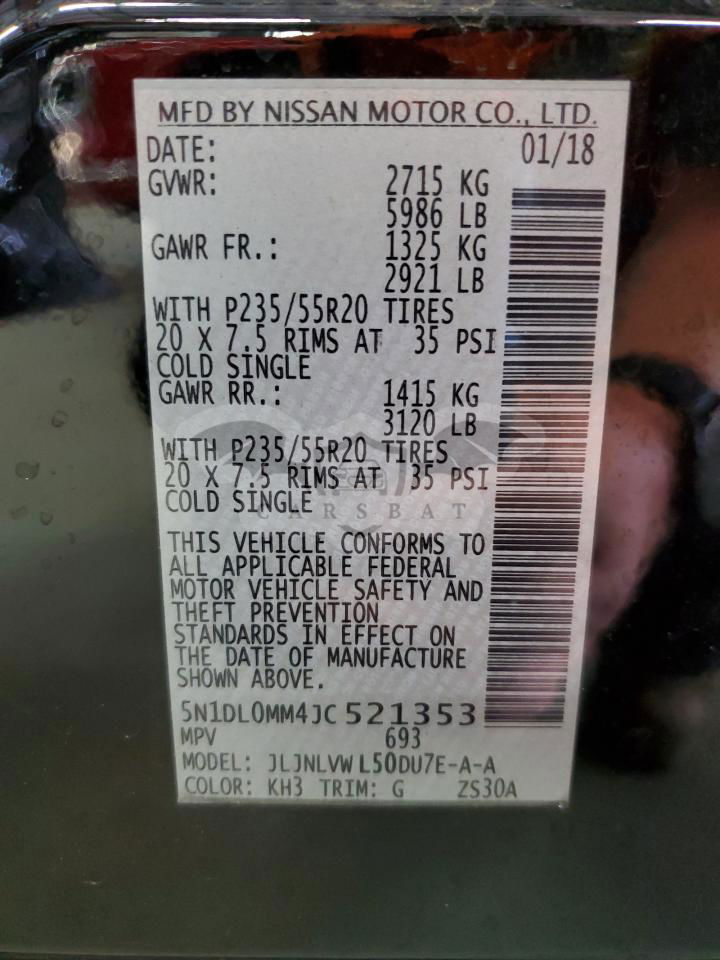 MFD BY NISSAN MOTOR CO., LTD.
DATE: 01/18
GVWR: 2715 KG
5986 LB
GAWR FR.: 1325 KG
2921 LB
WITH P235/55R20 TIRES
20 X 7.5 RIMS AT 35 PSI
COLD SINGLE
GAWR RR.: 1415 KG
3120 LB
WITH P235/55R20 TIRES
20 X 7.5 RIMS AT 35 PSI
COLD SINGLE
CARSBAT
THIS VEHICLE CONFORMS TO
ALL APPLICABLE FEDERAL
MOTOR VEHICLE SAFETY AND
THEFT PREVENTION
STANDARDS IN EFFECT ON
THE DATE OF MANUFACTURE
SHOWN ABOVE.
5N1DL0MM4JC521353
MPV 693
MODEL: JLJNLVWL50DU7E-A-A
COLOR: KH3 TRIM: G ZS30A